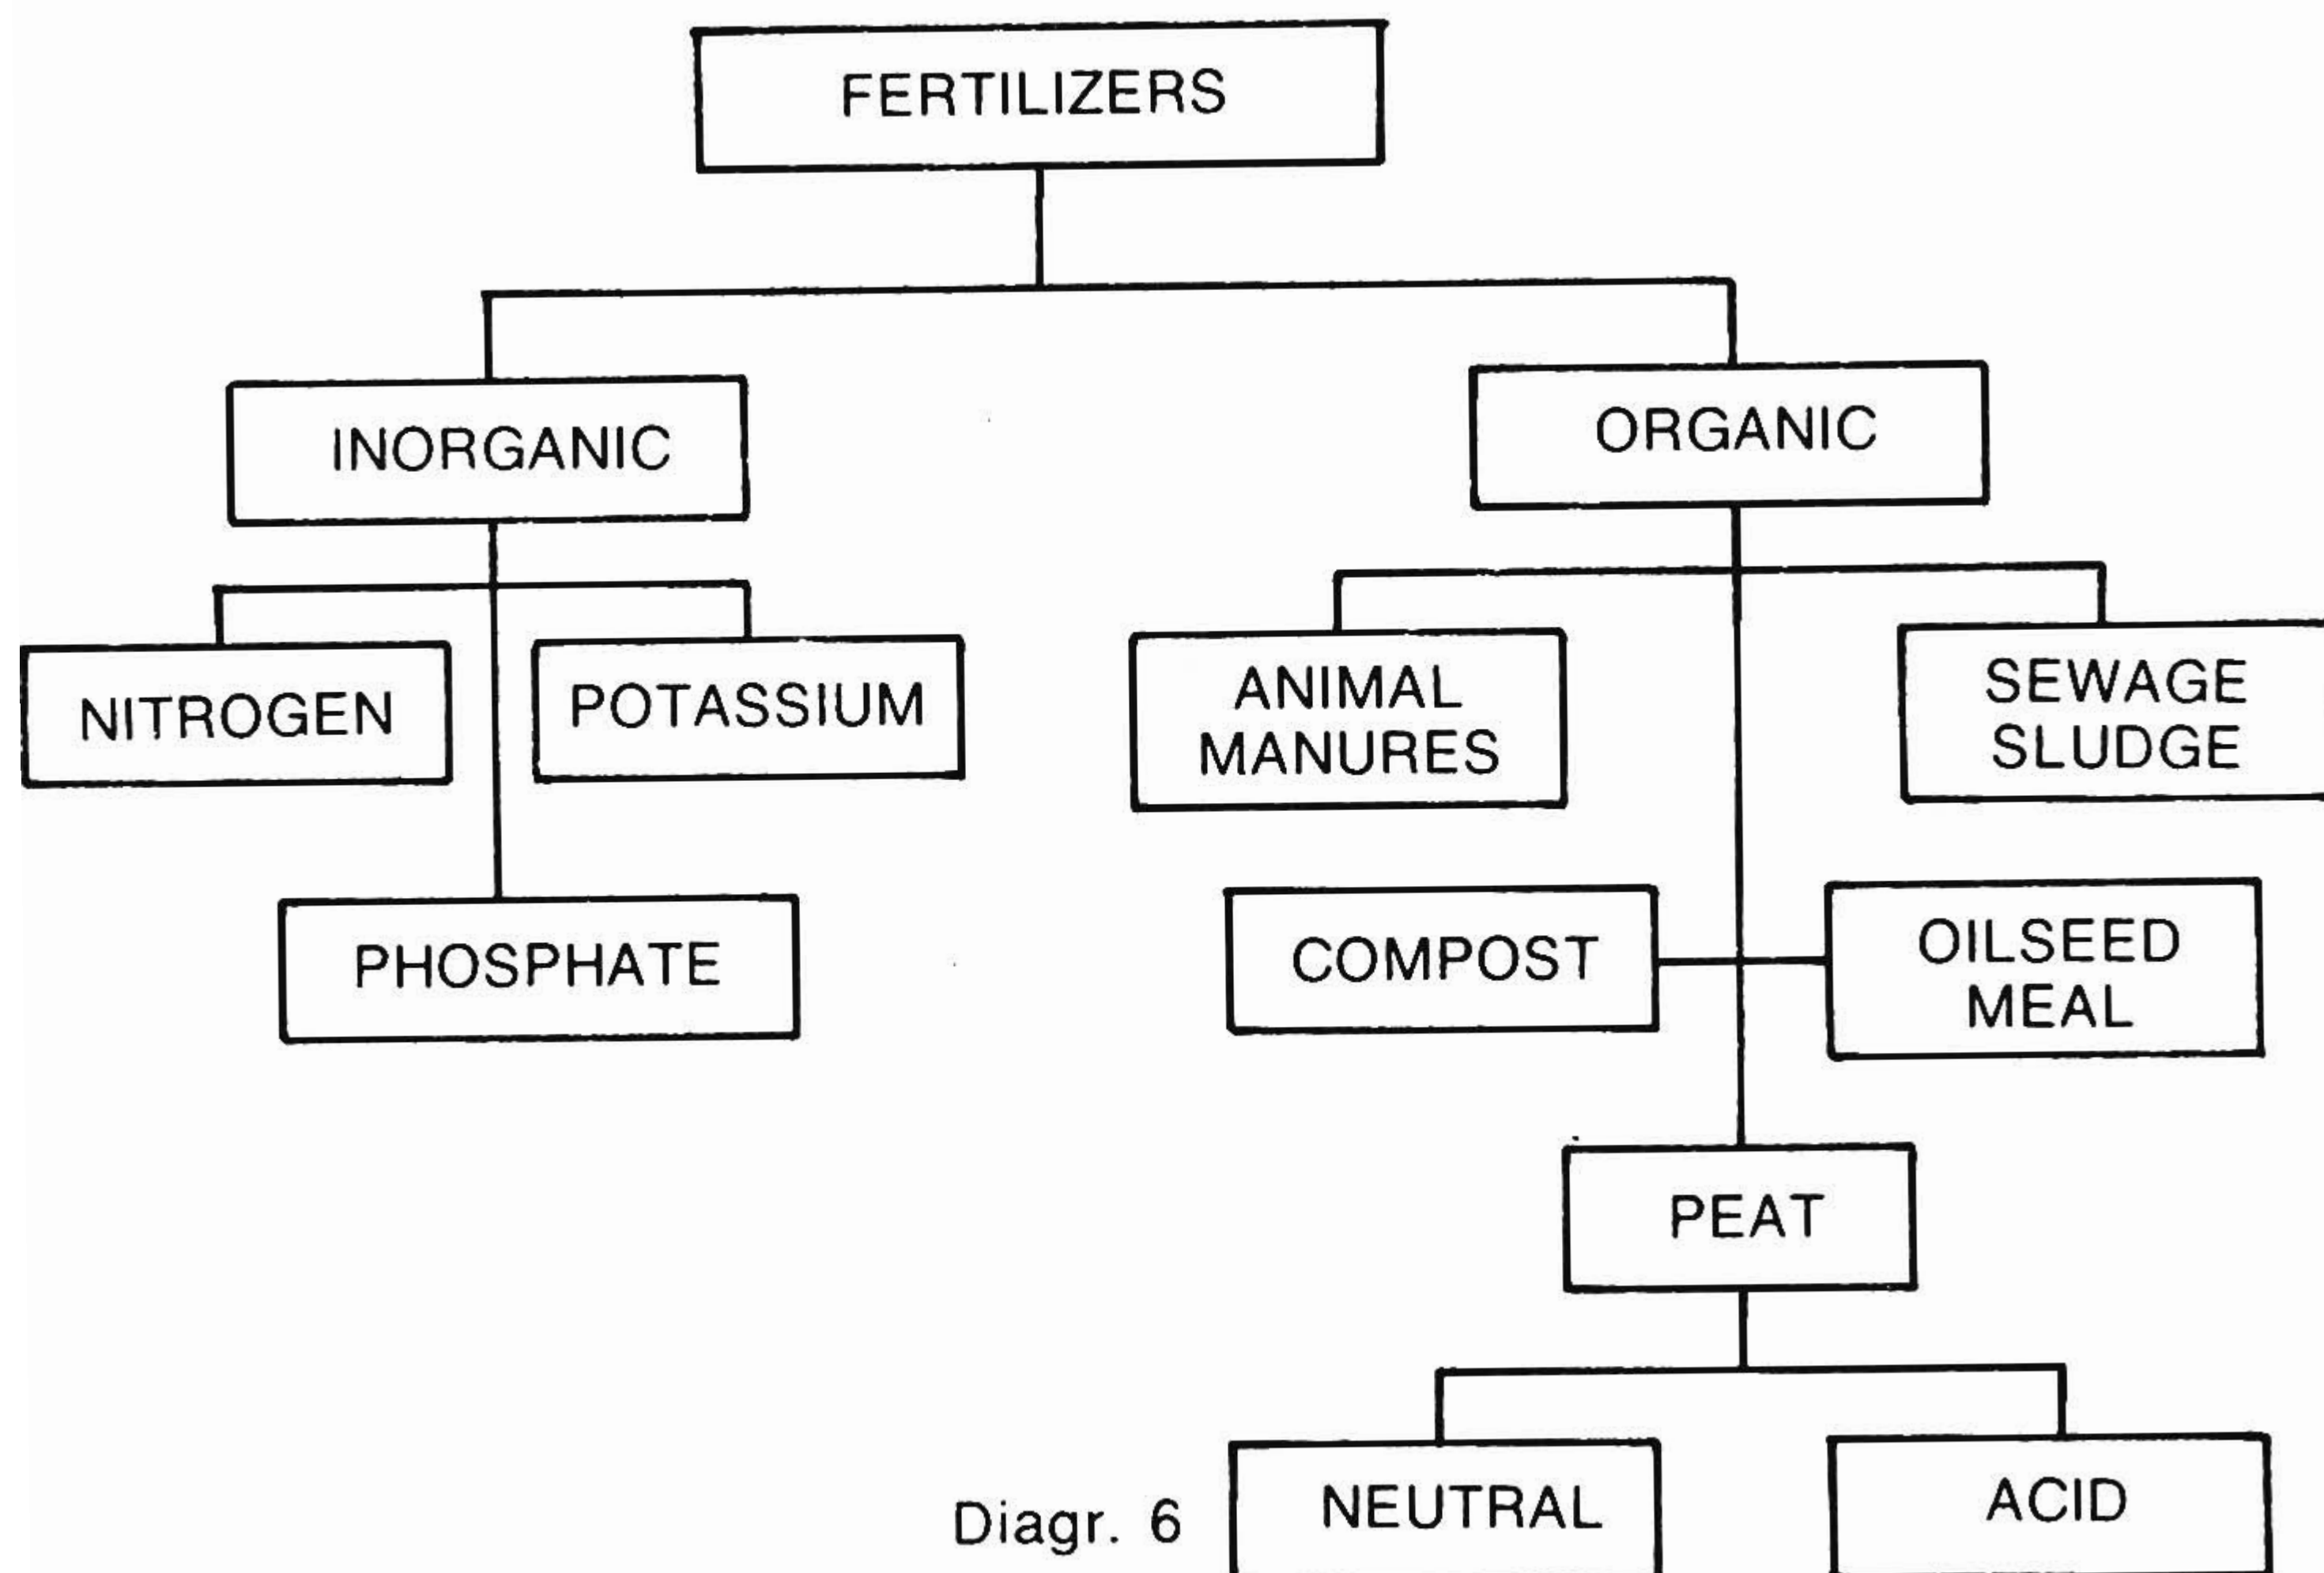 FERTILIZERS
INORGANIC
ORGANIC
NITROGEN
POTASSIUM
ANIMAL
MANURES
SEWAGE
SLUDGE
PHOSPHATE
COMPOST
OILSEED
MEAL
PEAT
NEUTRAL
ACID
Diagr. 6